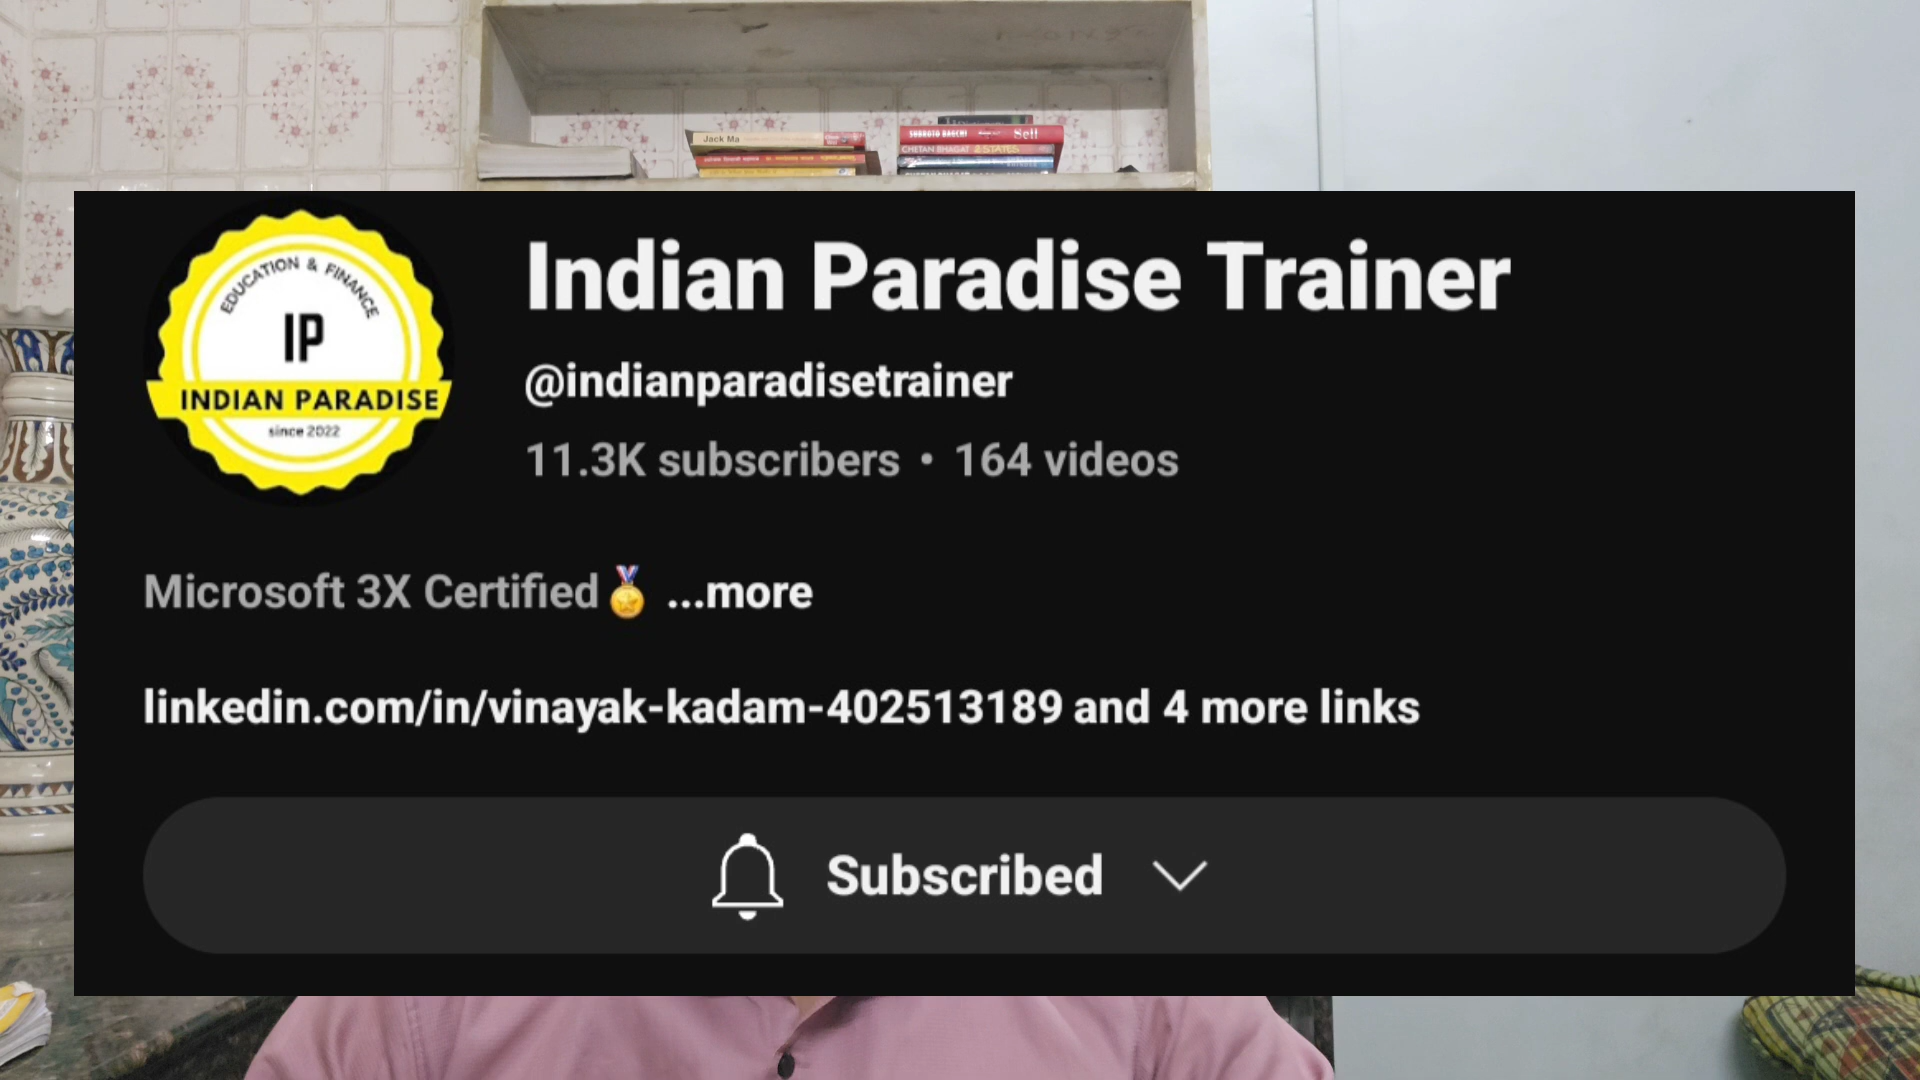 Jack Ma
SUBROTO BAGCHI Sell
CHETAN BHAGAT 2 STATES
EDUCATION & FINANCE
IP
INDIAN PARADISE
since 2022
Indian Paradise Trainer
@indianparadisetrainer
11.3K subscribers • 164 videos
Microsoft 3X Certified🏅 ...more
linkedin.com/in/vinayak-kadam-402513189 and 4 more links
Subscribed